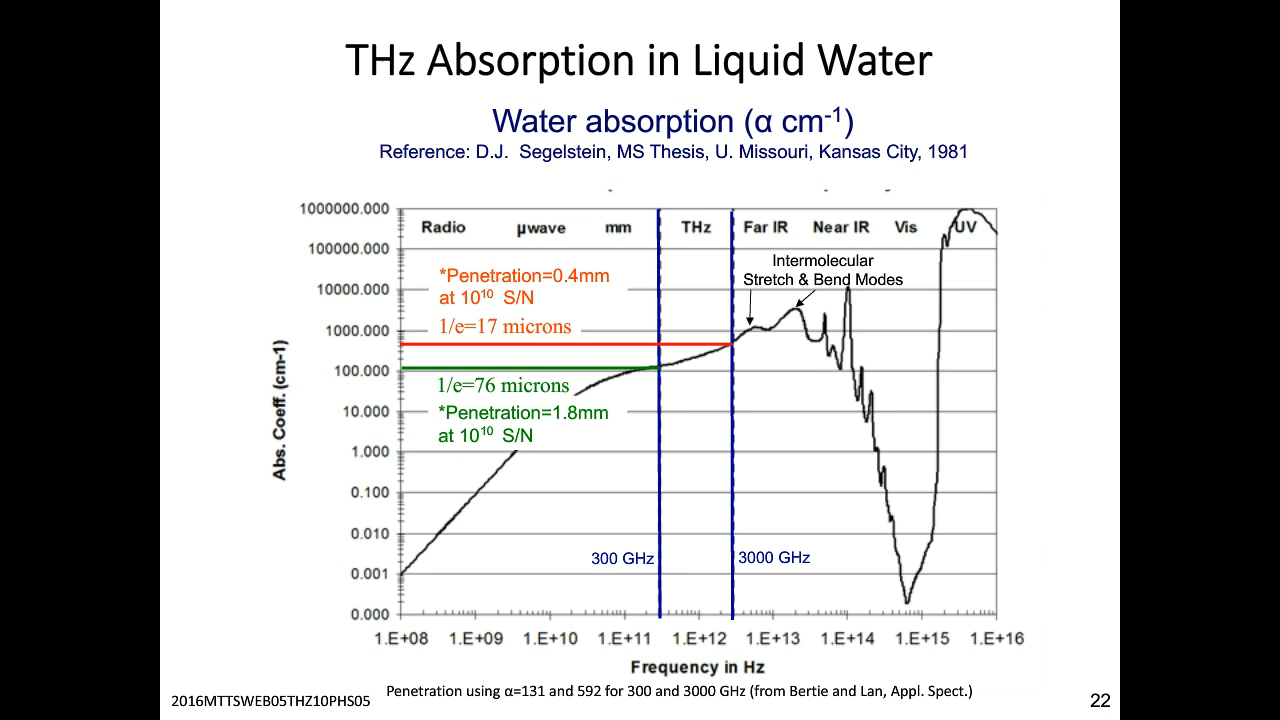 THz Absorption in Liquid Water
Water absorption (α cm-1)
Reference: D.J. Segelstein, MS Thesis, U. Missouri, Kansas City, 1981
1000000.000
100000.000
10000.000
1000.000
100.000
10.000
1.000
0.100
0.010
0.001
0.000
Abs. Coeff. (cm-1)
Radio µwave mm THz Far IR Near IR Vis UV
*Penetration=0.4mm
at 10¹⁰ S/N
1/e=17 microns
Intermolecular
Stretch & Bend Modes
1/e=76 microns
*Penetration=1.8mm
at 10¹⁰ S/N
300 GHz
3000 GHz
1.E+08 1.E+09 1.E+10 1.E+11 1.E+12 1.E+13 1.E+14 1.E+15 1.E+16
Frequency in Hz
Penetration using α=131 and 592 for 300 and 3000 GHz (from Bertie and Lan, Appl. Spect.)
2016MTTSWEB05THZ10PHS05
22